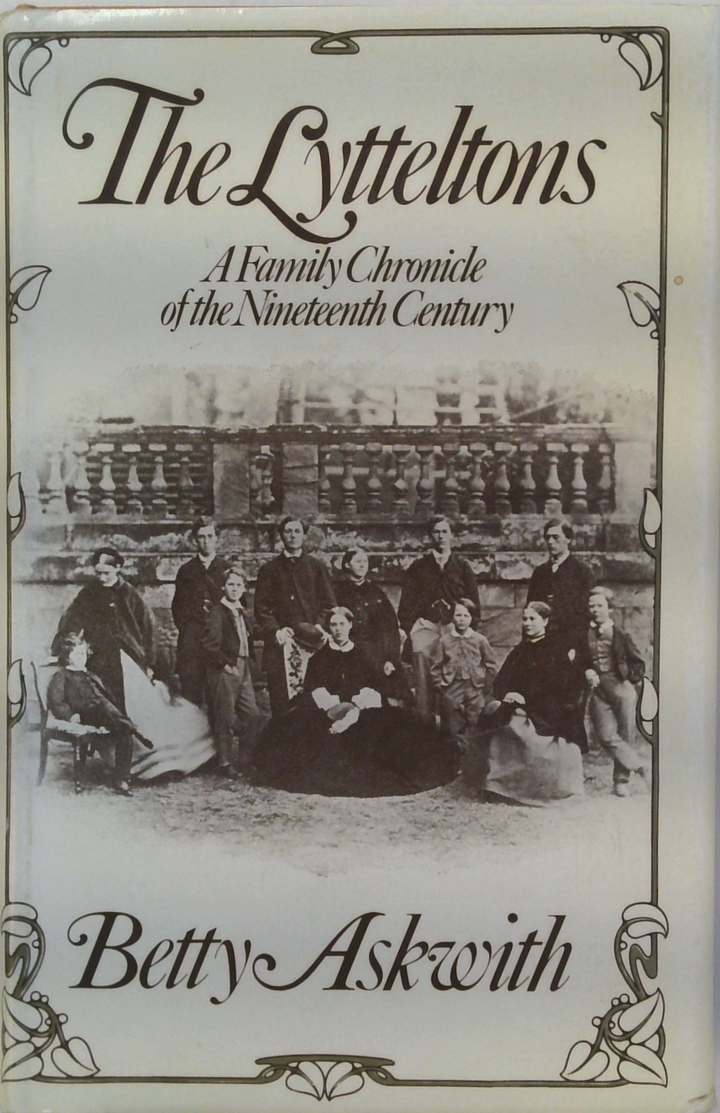 The Lytteltons
A Family Chronicle
of the Nineteenth Century
Betty Askwith